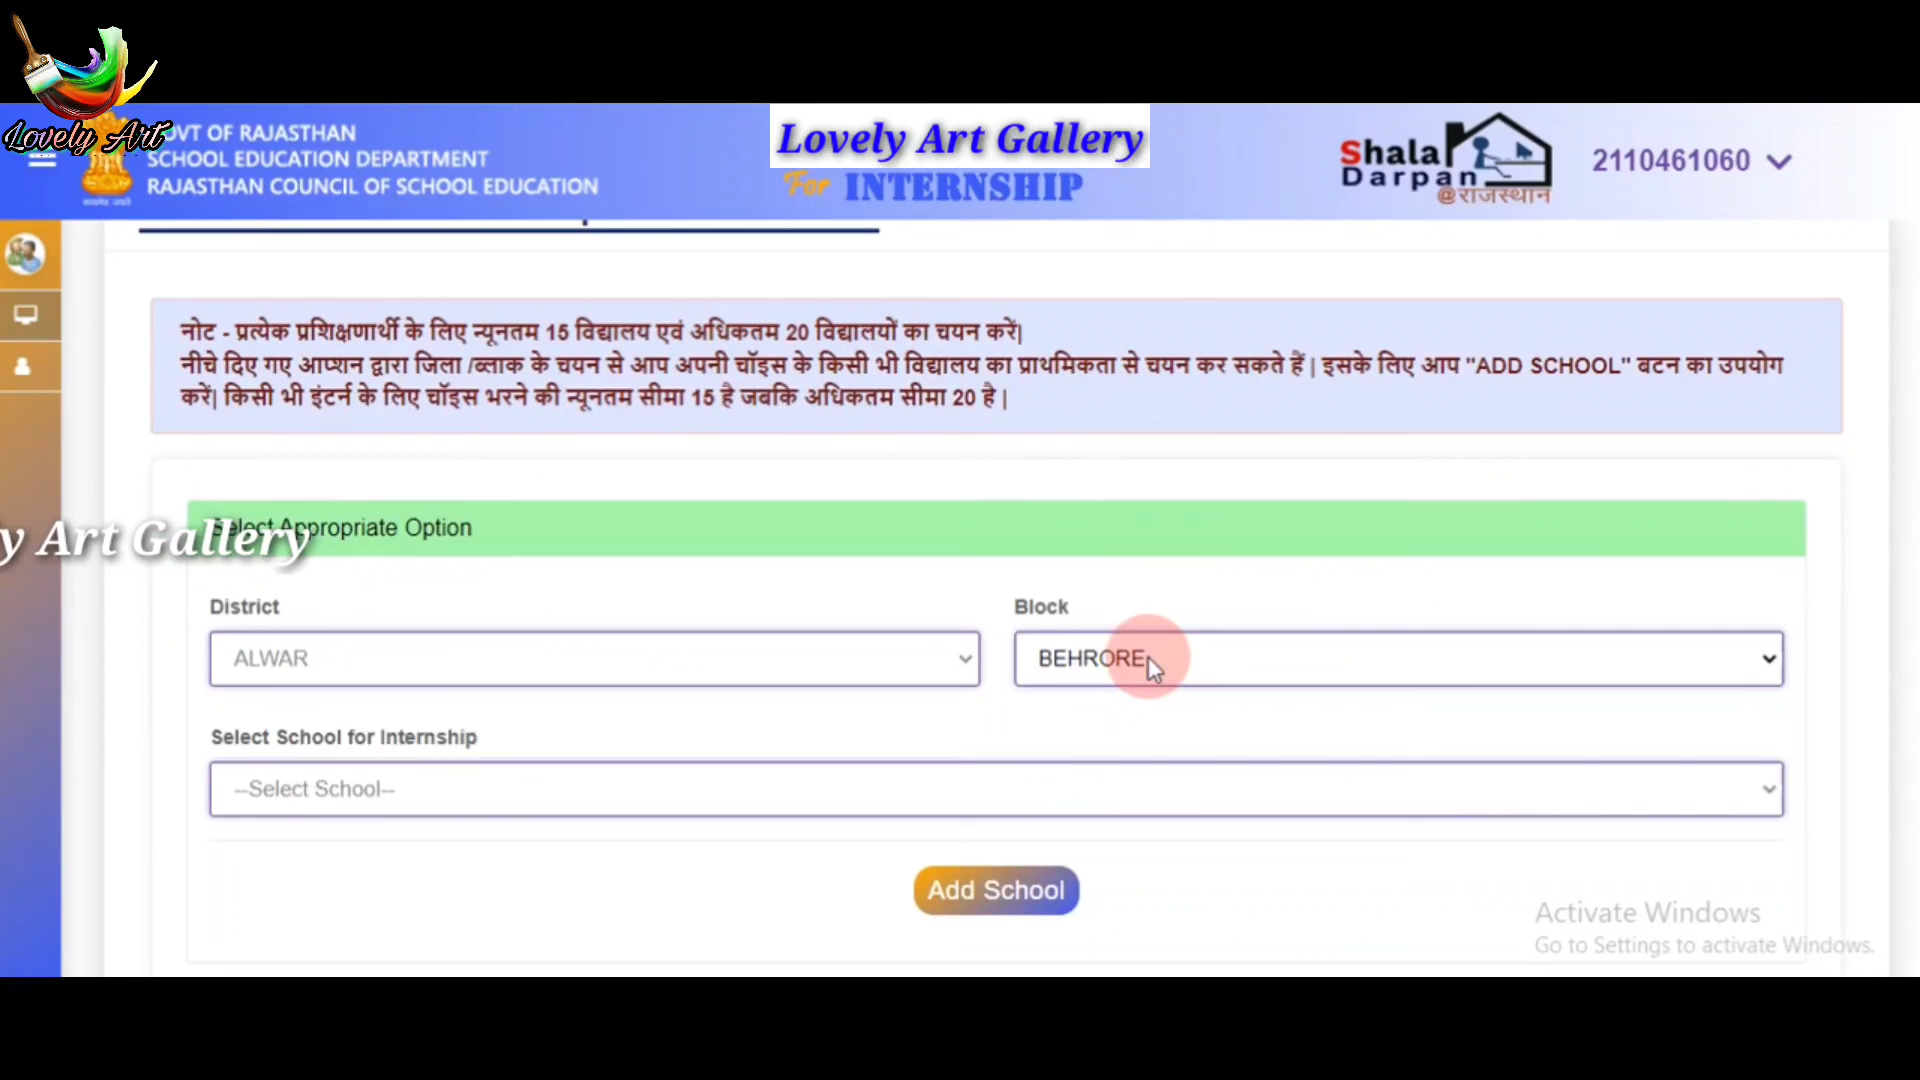 Lovely Art
OVT OF RAJASTHAN
SCHOOL EDUCATION DEPARTMENT
RAJASTHAN COUNCIL OF SCHOOL EDUCATION
Lovely Art Gallery
For INTERNSHIP
Shala
Darpan
@राजस्थान
2110461060
नोट - प्रत्येक प्रशिक्षणार्थी के लिए न्यूनतम 15 विद्यालय एवं अधिकतम 20 विद्यालयों का चयन करें|
नीचे दिए गए आप्शन द्वारा जिला /ब्लाक के चयन से आप अपनी चॉइस के किसी भी विद्यालय का प्राथमिकता से चयन कर सकते हैं | इसके लिए आप "ADD SCHOOL" बटन का उपयोग
करें| किसी भी इंटर्न के लिए चॉइस भरने की न्यूनतम सीमा 15 है जबकि अधिकतम सीमा 20 है |
Select Appropriate Option
y Art Gallery
District
Block
ALWAR
BEHRORE
Select School for Internship
--Select School--
Add School
Activate Windows
Go to Settings to activate Windows.